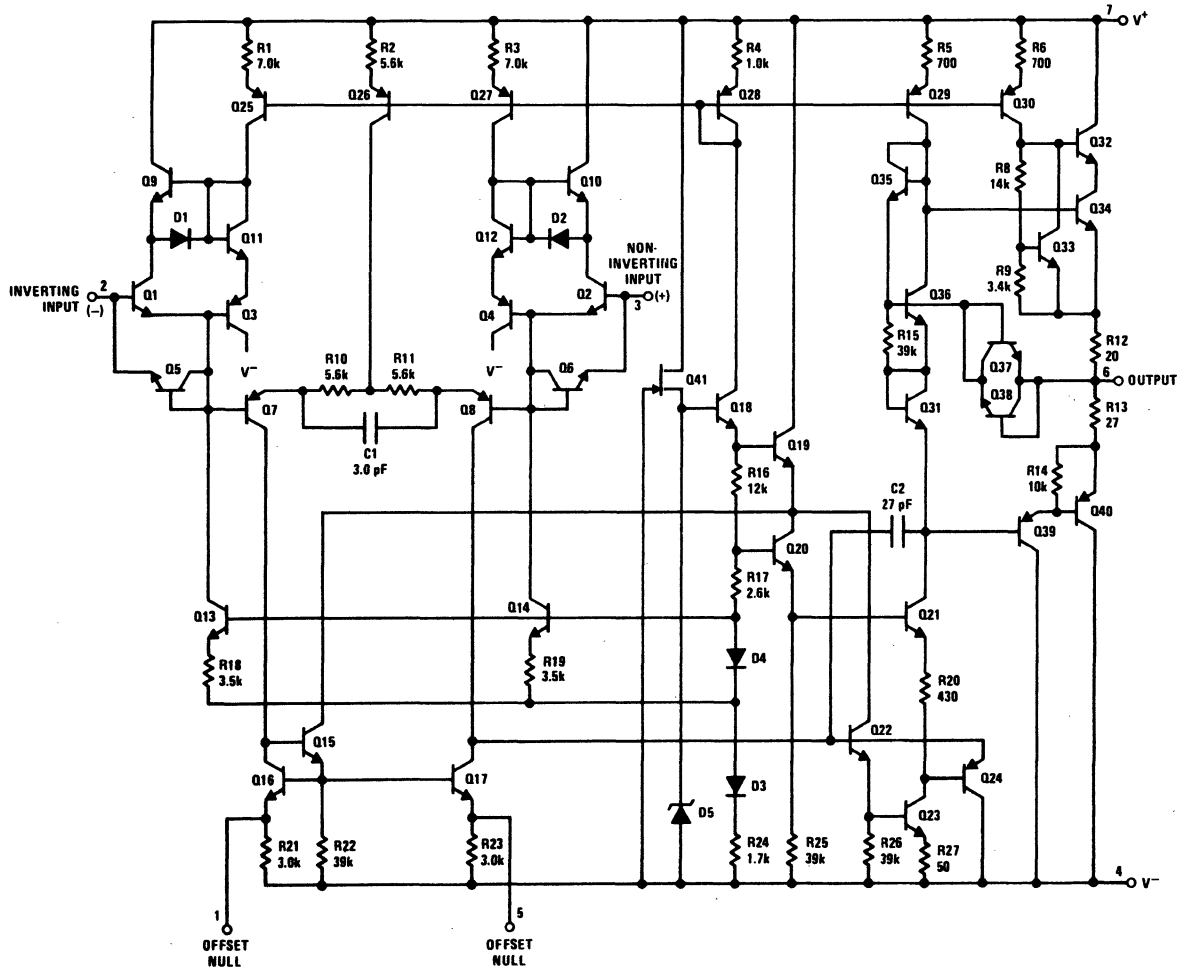 7
V+
R1
7.0k
R2
5.6k
R3
7.0k
R4
1.0k
R5
700
R6
700
Q25
Q26
Q27
Q28
Q29
Q30
Q32
Q9
Q10
Q35
R8
14k
D1
Q11
Q12
D2
Q34
Q33
NON-
INVERTING
INPUT
3
(+)
R9
3.4k
INVERTING
INPUT
2
(−)
Q1
Q3
Q4
Q2
Q36
V−
V−
R15
39k
R12
20
Q5
R10
5.6k
R11
5.6k
Q6
Q41
Q37
Q38
6
OUTPUT
Q7
Q8
C1
3.0 pF
Q18
Q31
R13
27
Q19
R16
12k
R14
10k
C2
27 pF
Q39
Q40
Q20
R17
2.6k
Q13
Q14
Q21
R18
3.5k
R19
3.5k
D4
R20
430
Q15
Q22
Q16
Q17
D3
Q24
D5
Q23
R21
3.0k
R22
39k
R23
3.0k
R24
1.7k
R25
39k
R26
39k
R27
50
4
V−
1
5
OFFSET
NULL
OFFSET
NULL